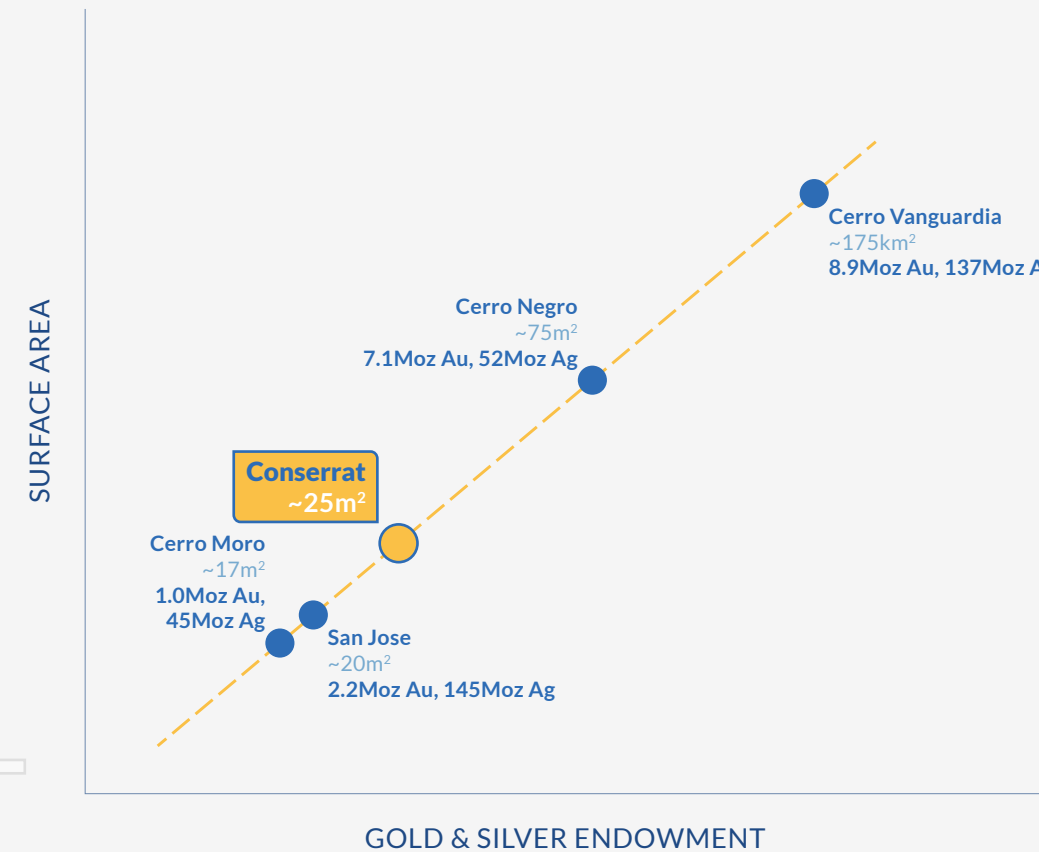 Cerro Vanguardia
~175km²
8.9Moz Au, 137Moz
Cerro Negro
~75m²
7.1Moz Au, 52Moz Ag
Conserrat
~25m²
Cerro Moro
~17m²
1.0Moz Au,
45Moz Ag
San Jose
~20m²
2.2Moz Au, 145Moz Ag
SURFACE AREA
GOLD & SILVER ENDOWMENT